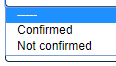 ------
Confirmed
Not confirmed